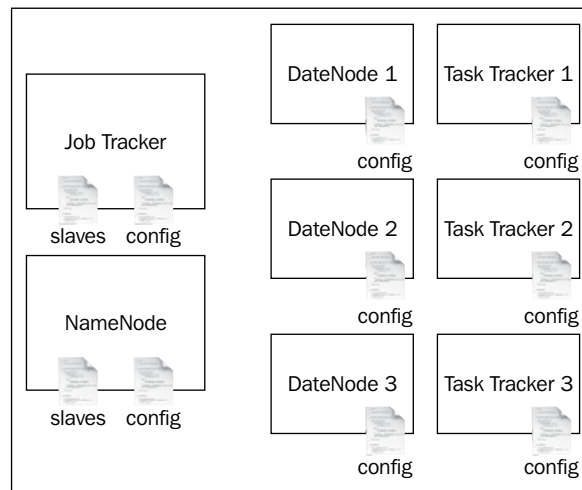 Job Tracker
slaves config
NameNode
slaves config
DateNode 1
config
Task Tracker 1
config
DateNode 2
config
Task Tracker 2
config
DateNode 3
config
Task Tracker 3
config